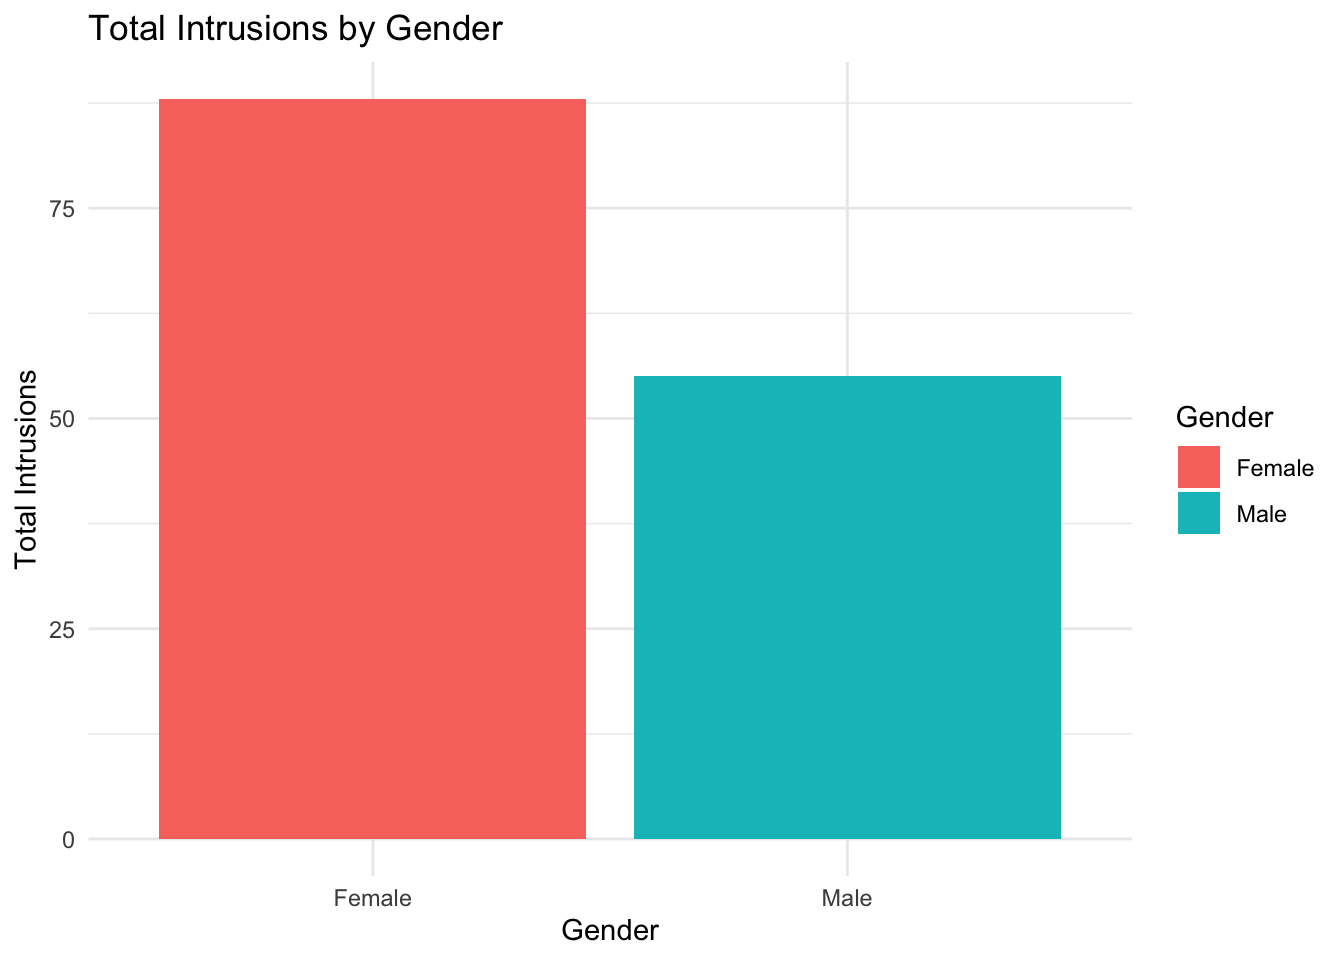 Total Intrusions by Gender
Total Intrusions
75
50
25
0
Female
Male
Gender
Gender
Female
Male